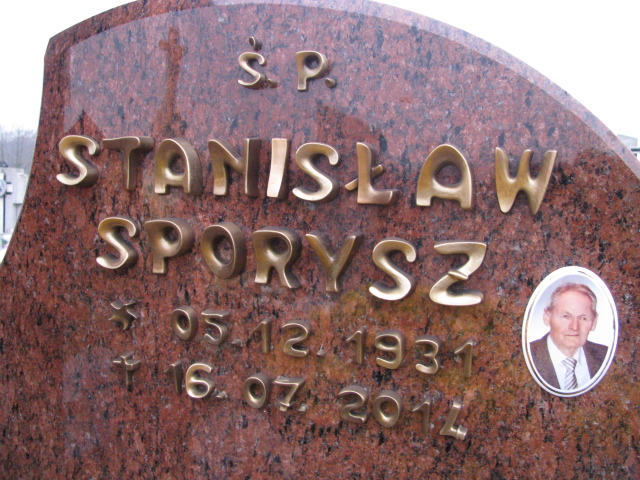 Ś.P.
STANISŁAW
SPORYSZ
* 05.12.1931
† 16.07.2014